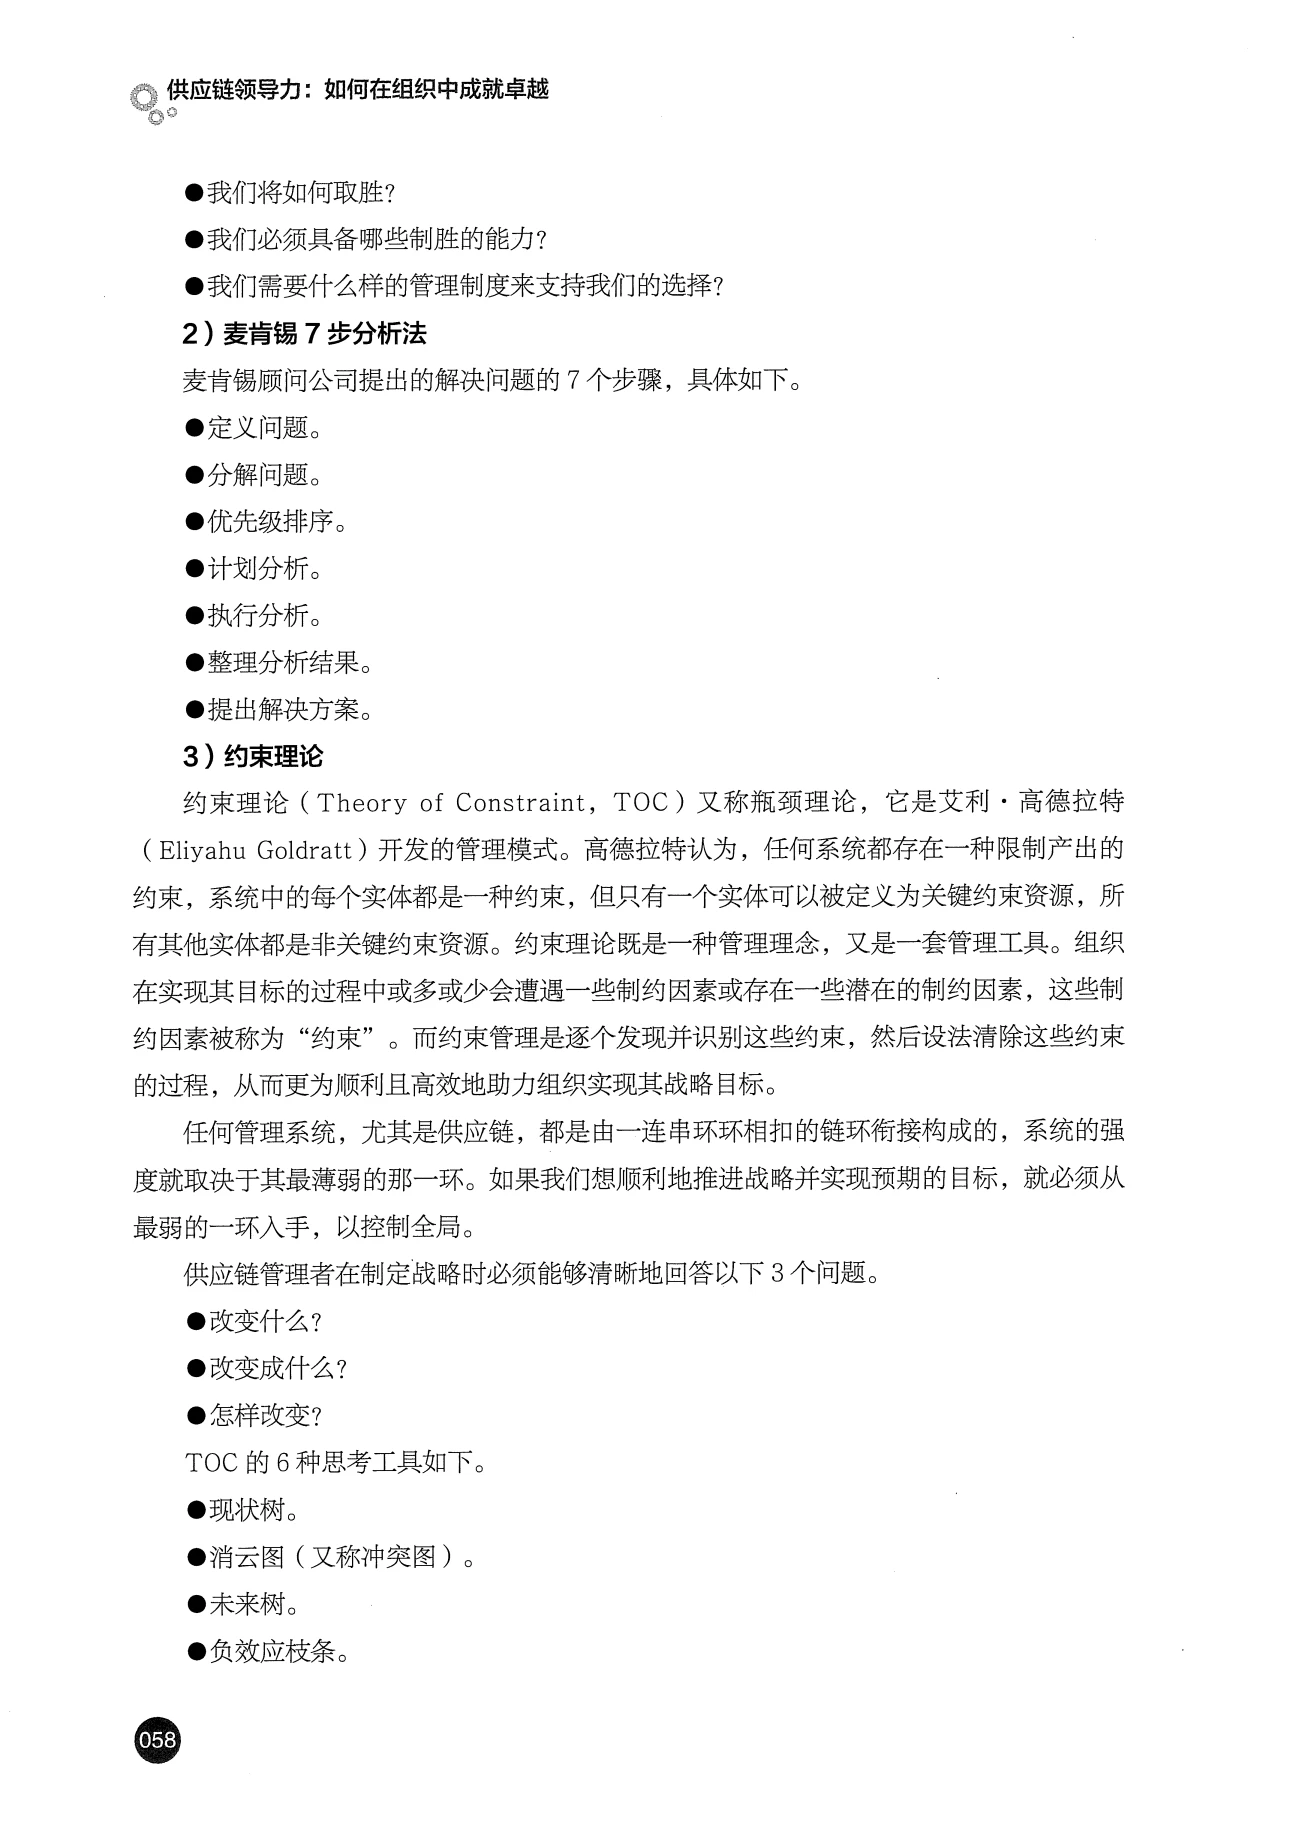 供应链领导力：如何在组织中成就卓越
●我们将如何取胜？
●我们必须具备哪些制胜的能力？
●我们需要什么样的管理制度来支持我们的选择？
2）麦肯锡 7 步分析法
麦肯锡顾问公司提出的解决问题的 7 个步骤，具体如下。
●定义问题。
●分解问题。
●优先级排序。
●计划分析。
●执行分析。
●整理分析结果。
●提出解决方案。
3）约束理论
约束理论（Theory of Constraint，TOC）又称瓶颈理论，它是艾利·高德拉特
（Eliyahu Goldratt）开发的管理模式。高德拉特认为，任何系统都存在一种限制产出的
约束，系统中的每个实体都是一种约束，但只有一个实体可以被定义为关键约束资源，所
有其他实体都是非关键约束资源。约束理论既是一种管理理念，又是一套管理工具。组织
在实现其目标的过程中或多或少会遭遇一些制约因素或存在一些潜在的制约因素，这些制
约因素被称为“约束”。而约束管理是逐个发现并识别这些约束，然后设法清除这些约束
的过程，从而更为顺利且高效地助力组织实现其战略目标。
任何管理系统，尤其是供应链，都是由一连串环环相扣的链环衔接构成的，系统的强
度就取决于其最薄弱的那一环。如果我们想顺利地推进战略并实现预期的目标，就必须从
最弱的一环入手，以控制全局。
供应链管理者在制定战略时必须能够清晰地回答以下 3 个问题。
●改变什么？
●改变成什么？
●怎样改变？
TOC 的 6 种思考工具如下。
●现状树。
●消云图（又称冲突图）。
●未来树。
●负效应枝条。
058